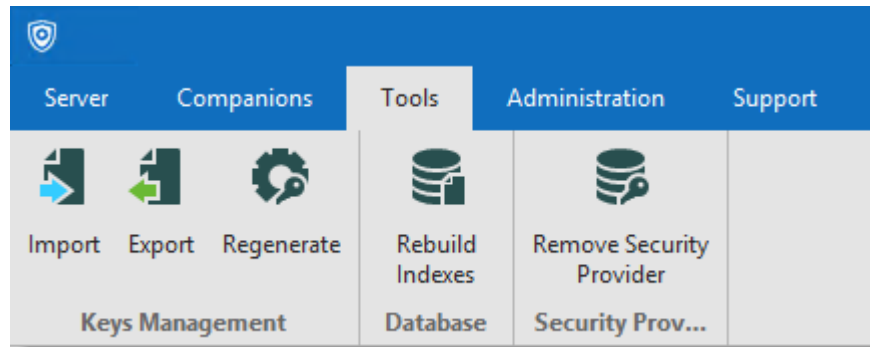 Server Companions Tools Administration Support
Import Export Regenerate Rebuild Indexes Remove Security Provider
Keys Management Database Security Prov...